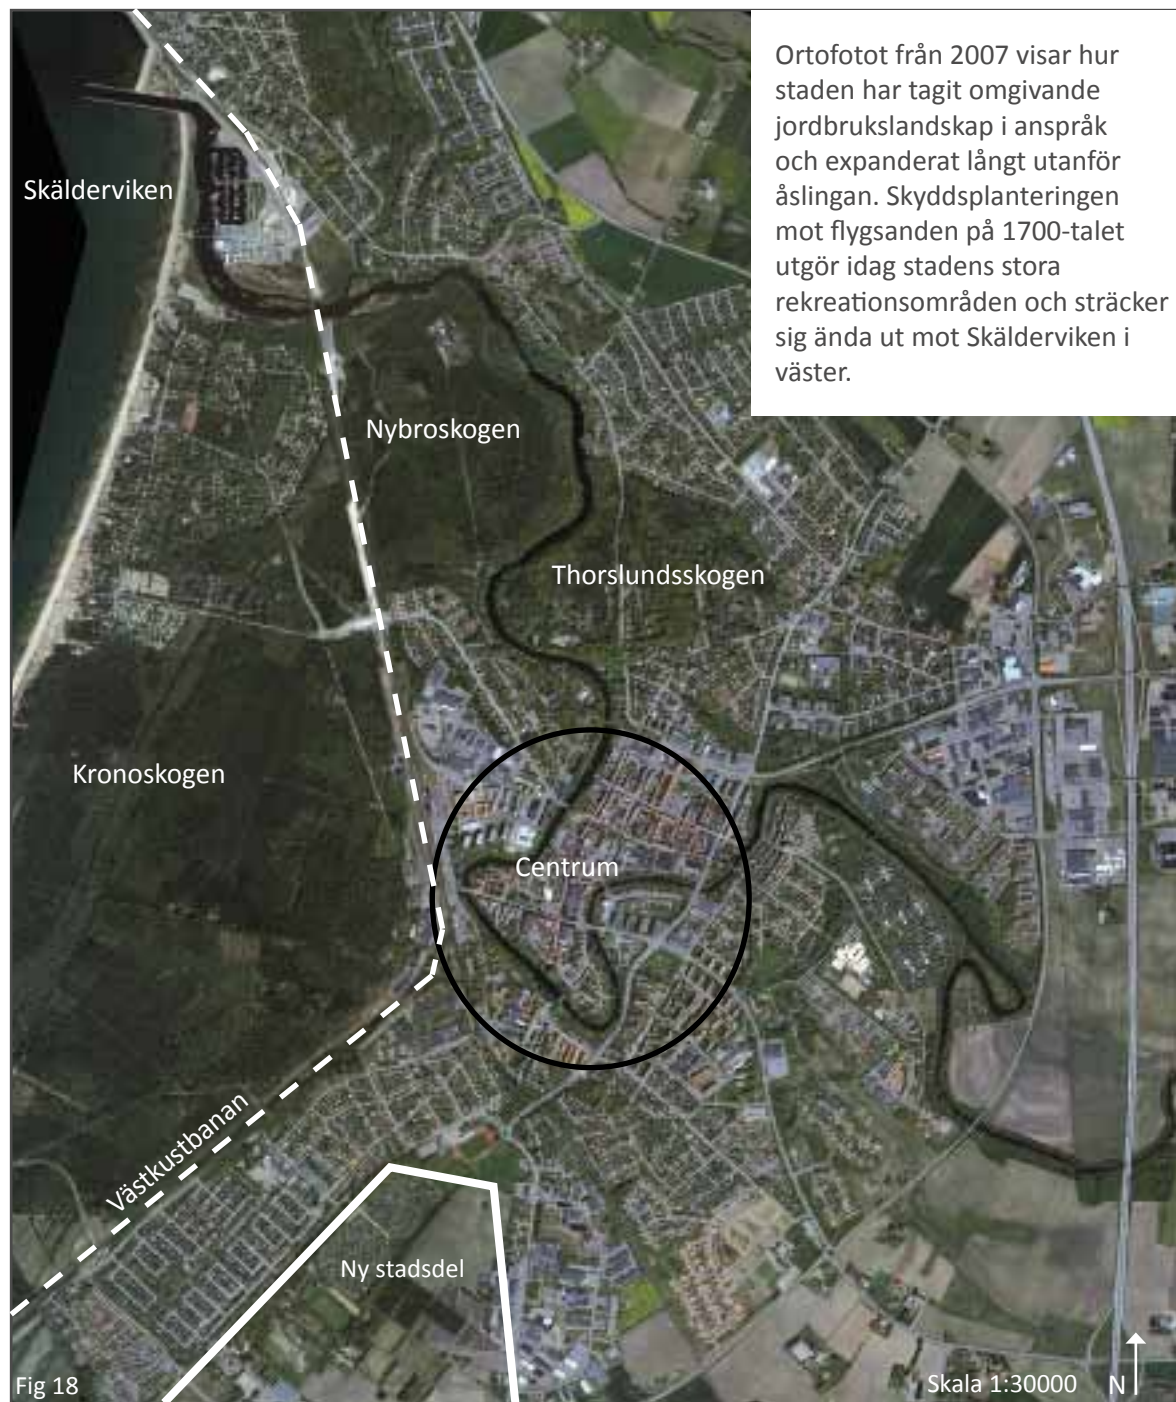 Ortofotot från 2007 visar hur
staden har tagit omgivande
jordbrukslandskap i anspråk
och expanderat långt utanför
åslingan. Skyddsplanteringen
mot flygsanden på 1700-talet
utgör idag stadens stora
rekreationsområden och sträcker
sig ända ut mot Skälderviken i
väster.
Skälderviken
Nybroskogen
Thorslundsskogen
Kronoskogen
Centrum
Västkustbanan
Ny stadsdel
Fig 18
Skala 1:30000
N